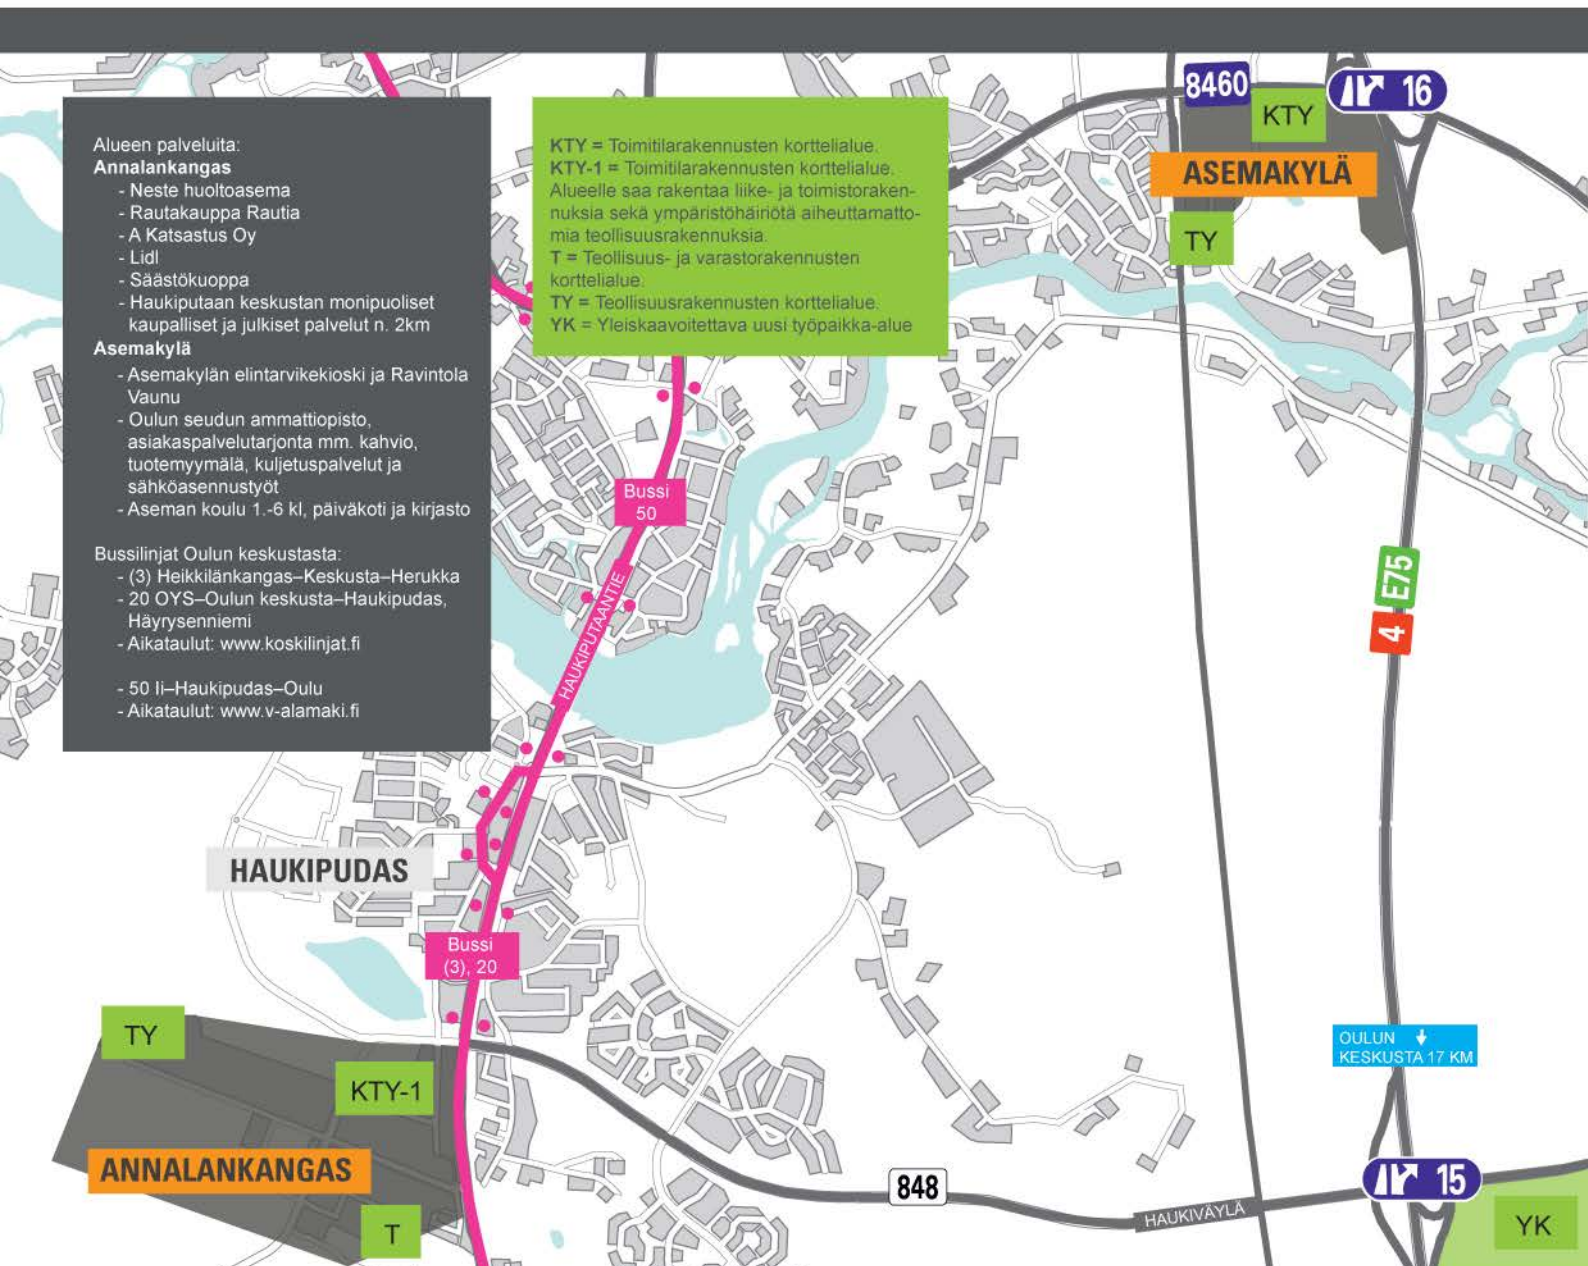 Alueen palveluita:
Annalankangas
- Neste huoltoasema
- Rautakauppa Rautia
- A Katsastus Oy
- Lidl
- Säästökuoppa
- Haukiputaan keskustan monipuoliset
kaupalliset ja julkiset palvelut n. 2km
Asemakylä
- Asemakylän elintarvikekioski ja Ravintola
Vaunu
- Oulun seudun ammattiopisto,
asiakaspalvelutarjonta mm. kahvio,
tuotemyymälä, kuljetuspalvelut ja
sähköasennustyöt
- Aseman koulu 1.-6 kl, päiväkoti ja kirjasto
Bussilinjat Oulun keskustasta:
- (3) Heikkilänkangas–Keskusta–Herukka
- 20 OYS–Oulun keskusta–Haukipudas,
Häyrysenniemi
- Aikataulut: www.koskilinjat.fi
- 50 Ii–Haukipudas–Oulu
- Aikataulut: www.v-alamaki.fi
KTY = Toimitilarakennusten korttelialue.
KTY-1 = Toimitilarakennusten korttelialue.
Alueelle saa rakentaa liike- ja toimistoraken-
nuksia sekä ympäristöhäiriötä aiheuttamatto-
mia teollisuusrakennuksia.
T = Teollisuus- ja varastorakennusten
korttelialue.
TY = Teollisuusrakennusten korttelialue.
YK = Yleiskaavoitettava uusi työpaikka-alue
8460
16
KTY
ASEMAKYLÄ
TY
Bussi
50
HAUKIPUTAANTIE
E75
4
HAUKIPUDAS
Bussi
(3), 20
TY
KTY-1
ANNALANKANGAS
T
OULUN
KESKUSTA 17 KM
848
HAUKIVÄYLÄ
15
YK